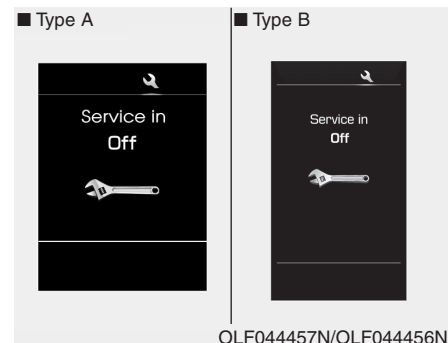 ■ Type A
■ Type B
Service in
Off
Service in
Off
OLF044457N/OLF044456N